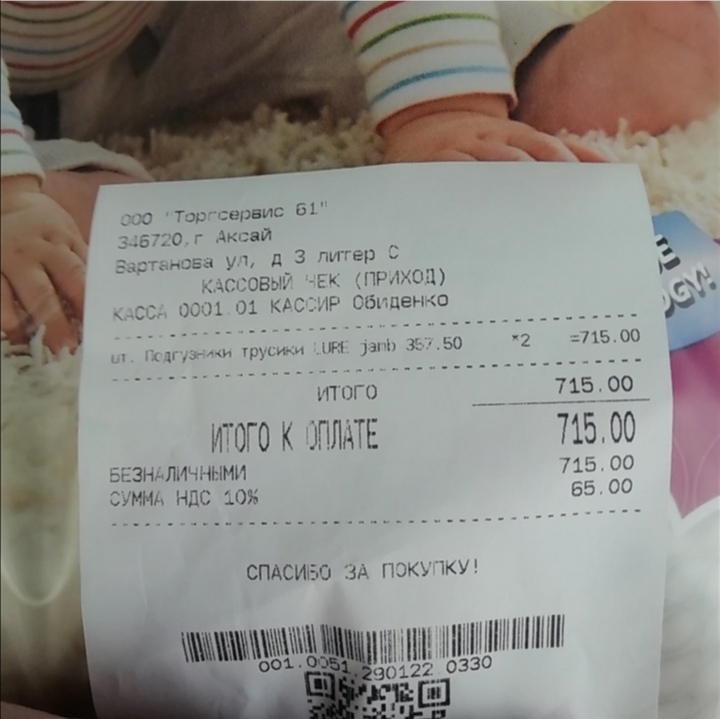 ООО "Торгсервис 61"
346720,г Аксай
Вартанова ул, д 3 литер С
КАССОВЫЙ ЧЕК (ПРИХОД)
КАССА 0001.01 КАССИР Обиденко
шт. Подгузники трусики LURE jamb 357.50 *2 =715.00
ИТОГО 715.00
ИТОГО К ОПЛАТЕ 715.00
БЕЗНАЛИЧНЫМИ 715.00
СУММА НДС 10% 65.00
СПАСИБО ЗА ПОКУПКУ!
001.0051.290122 0330